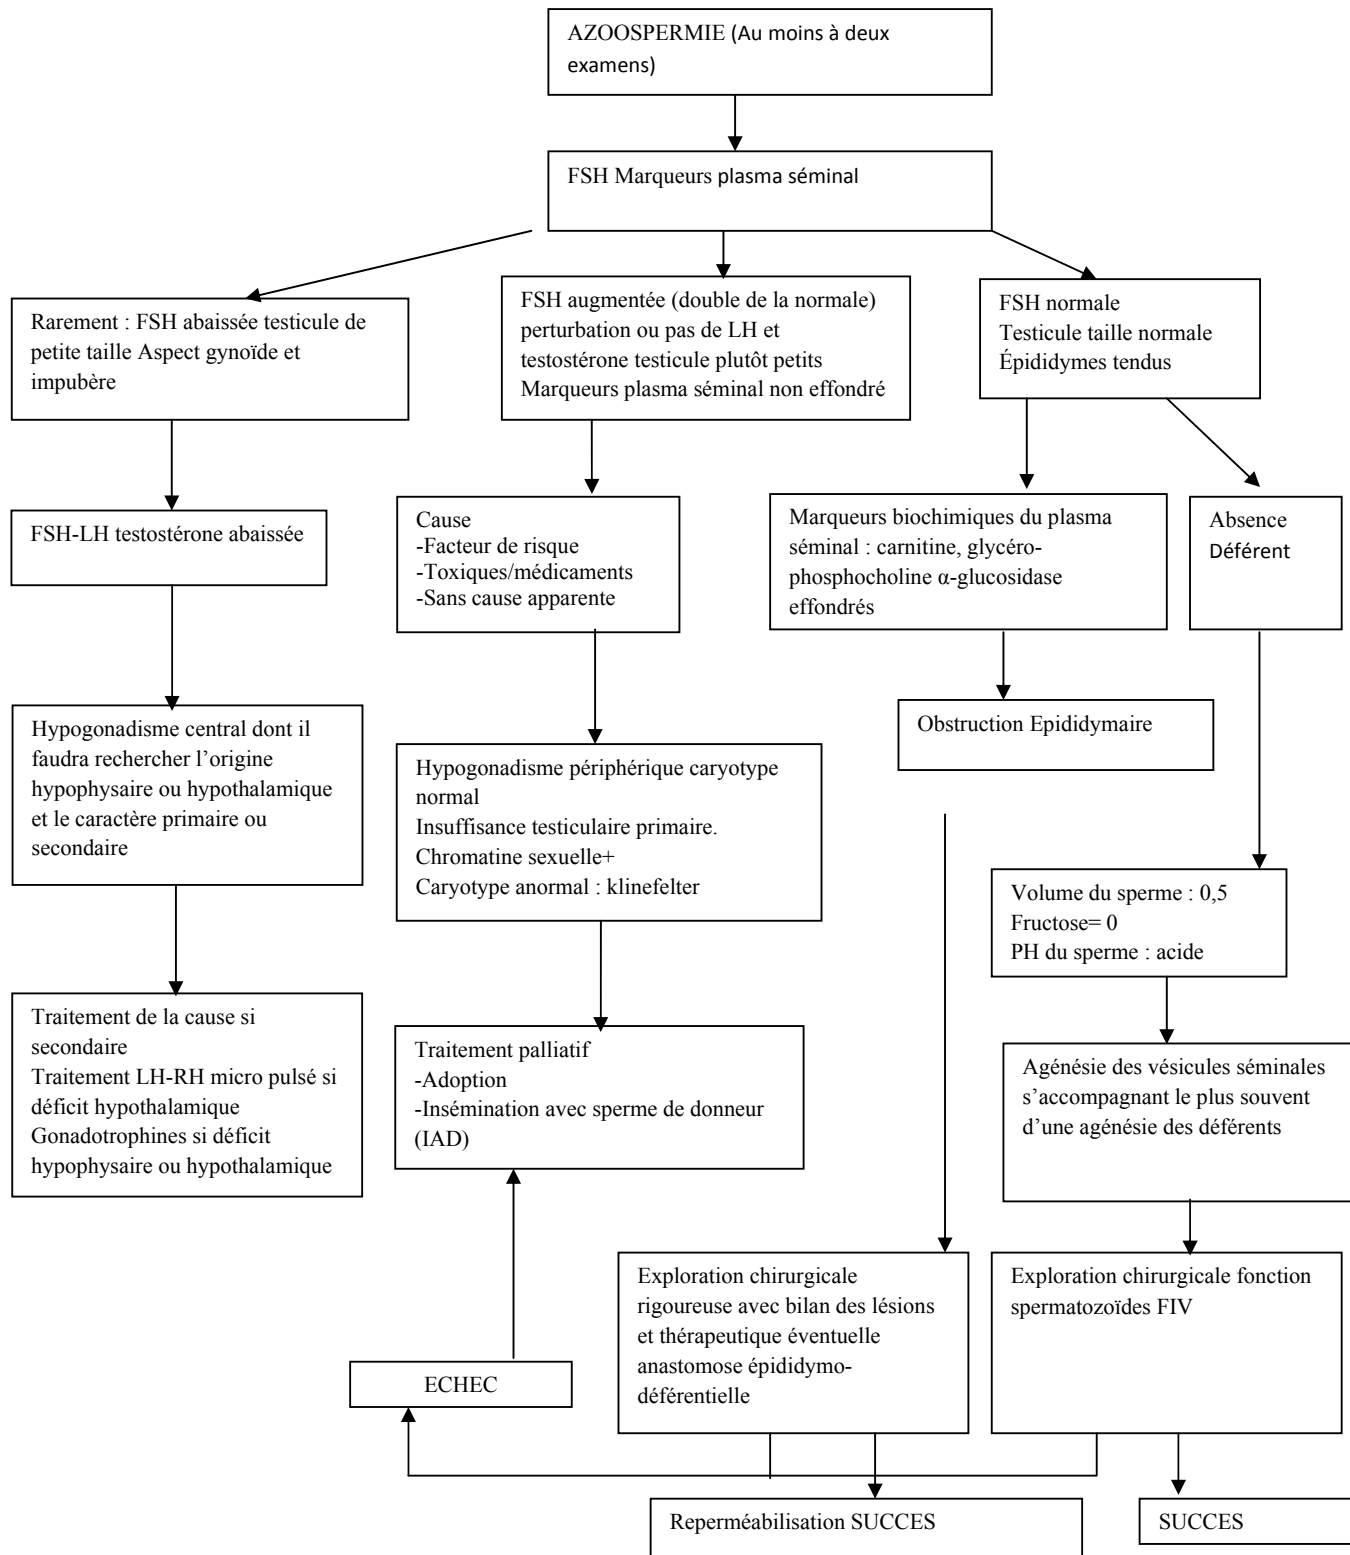 AZOOSPERMIE (Au moins à deux
examens)
FSH Marqueurs plasma séminal
Rarement : FSH abaissée testicule de
petite taille Aspect gynoïde et
impubère
FSH augmentée (double de la normale)
perturbation ou pas de LH et
testostérone testicule plutôt petits
Marqueurs plasma séminal non effondré
FSH normale
Testicule taille normale
Épididymes tendus
FSH-LH testostérone abaissée
Cause
-Facteur de risque
-Toxiques/médicaments
-Sans cause apparente
Marqueurs biochimiques du plasma
séminal : carnitine, glycéro-
phosphocholine α-glucosidase
effondrés
Absence
Déférent
Hypogonadisme central dont il
faudra rechercher l’origine
hypophysaire ou hypothalamique
et le caractère primaire ou
secondaire
Hypogonadisme périphérique caryotype
normal
Insuffisance testiculaire primaire.
Chromatine sexuelle+
Caryotype anormal : klinefelter
Obstruction Epididymaire
Volume du sperme : 0,5
Fructose= 0
PH du sperme : acide
Traitement de la cause si
secondaire
Traitement LH-RH micro pulsé si
déficit hypothalamique
Gonadotrophines si déficit
hypophysaire ou hypothalamique
Traitement palliatif
-Adoption
-Insémination avec sperme de donneur
(IAD)
Agénésie des vésicules séminales
s’accompagnant le plus souvent
d’une agénésie des déférents
Exploration chirurgicale
rigoureuse avec bilan des lésions
et thérapeutique éventuelle
anastomose épididymo-
déférentielle
Exploration chirurgicale fonction
spermatozoïdes FIV
ECHEC
Reperméabilisation SUCCES
SUCCES